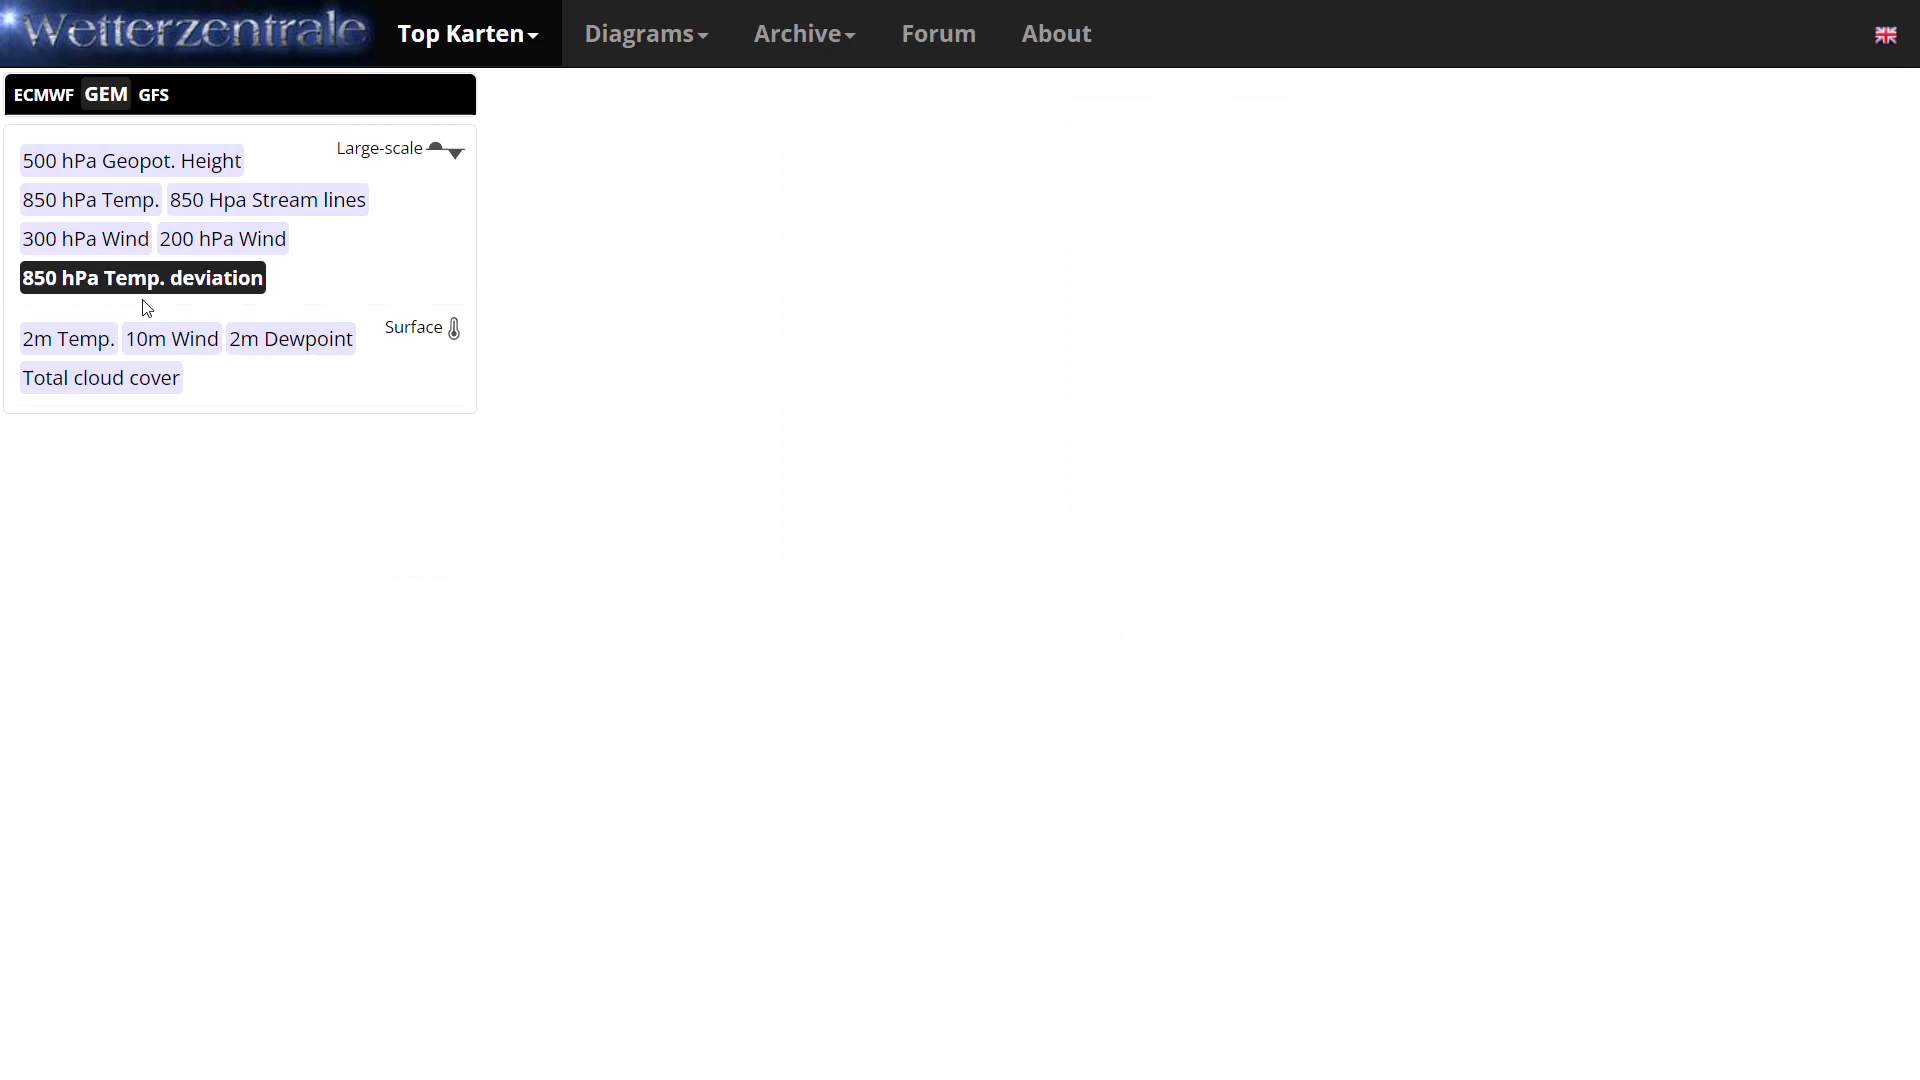 Wetterzentrale Top Karten Diagrams Archive Forum About
ECMWF GEM GFS
Large-scale
500 hPa Geopot. Height
850 hPa Temp. 850 Hpa Stream lines
300 hPa Wind 200 hPa Wind
850 hPa Temp. deviation
Surface
2m Temp. 10m Wind 2m Dewpoint
Total cloud cover